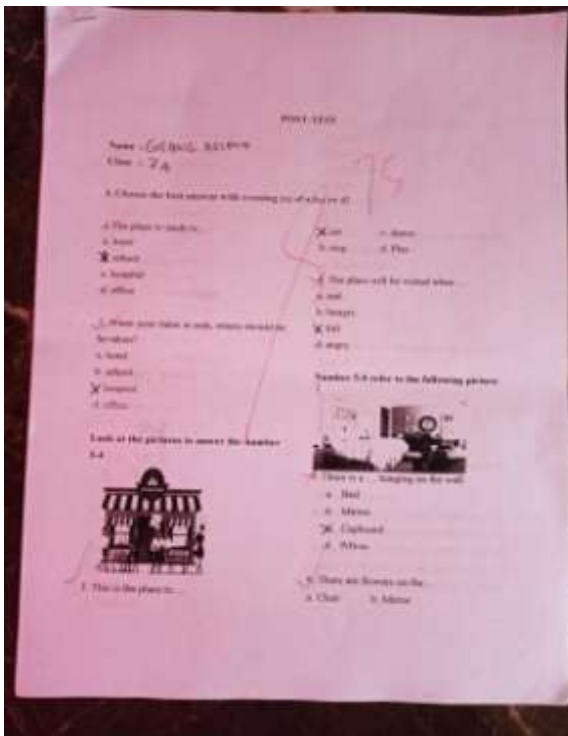 POST-TEST
Name :
Class : 7A
75
A. Choose the best answer with crossing (x) of a,b,c or d!
1. The place to study is...
a. hotel
b. school
c. hospital
d. office
2. When your father is sick, where should he
be taken?
a. hotel
b. school
c. hospital
d. office
Look at the pictures to answer the number
3-4
3. This is the place to...
a. eat c. dance
b. stop d. Play
4. The place will be visited when...
a. sad
b. hungry
c. full
d. angry
Number 5-8 refer to the following picture
5. There is a ... hanging on the wall.
a. Bed
b. Mirror
c. Cupboard
d. Pillow
6. There are flowers on the...
a. Chair b. Mirror